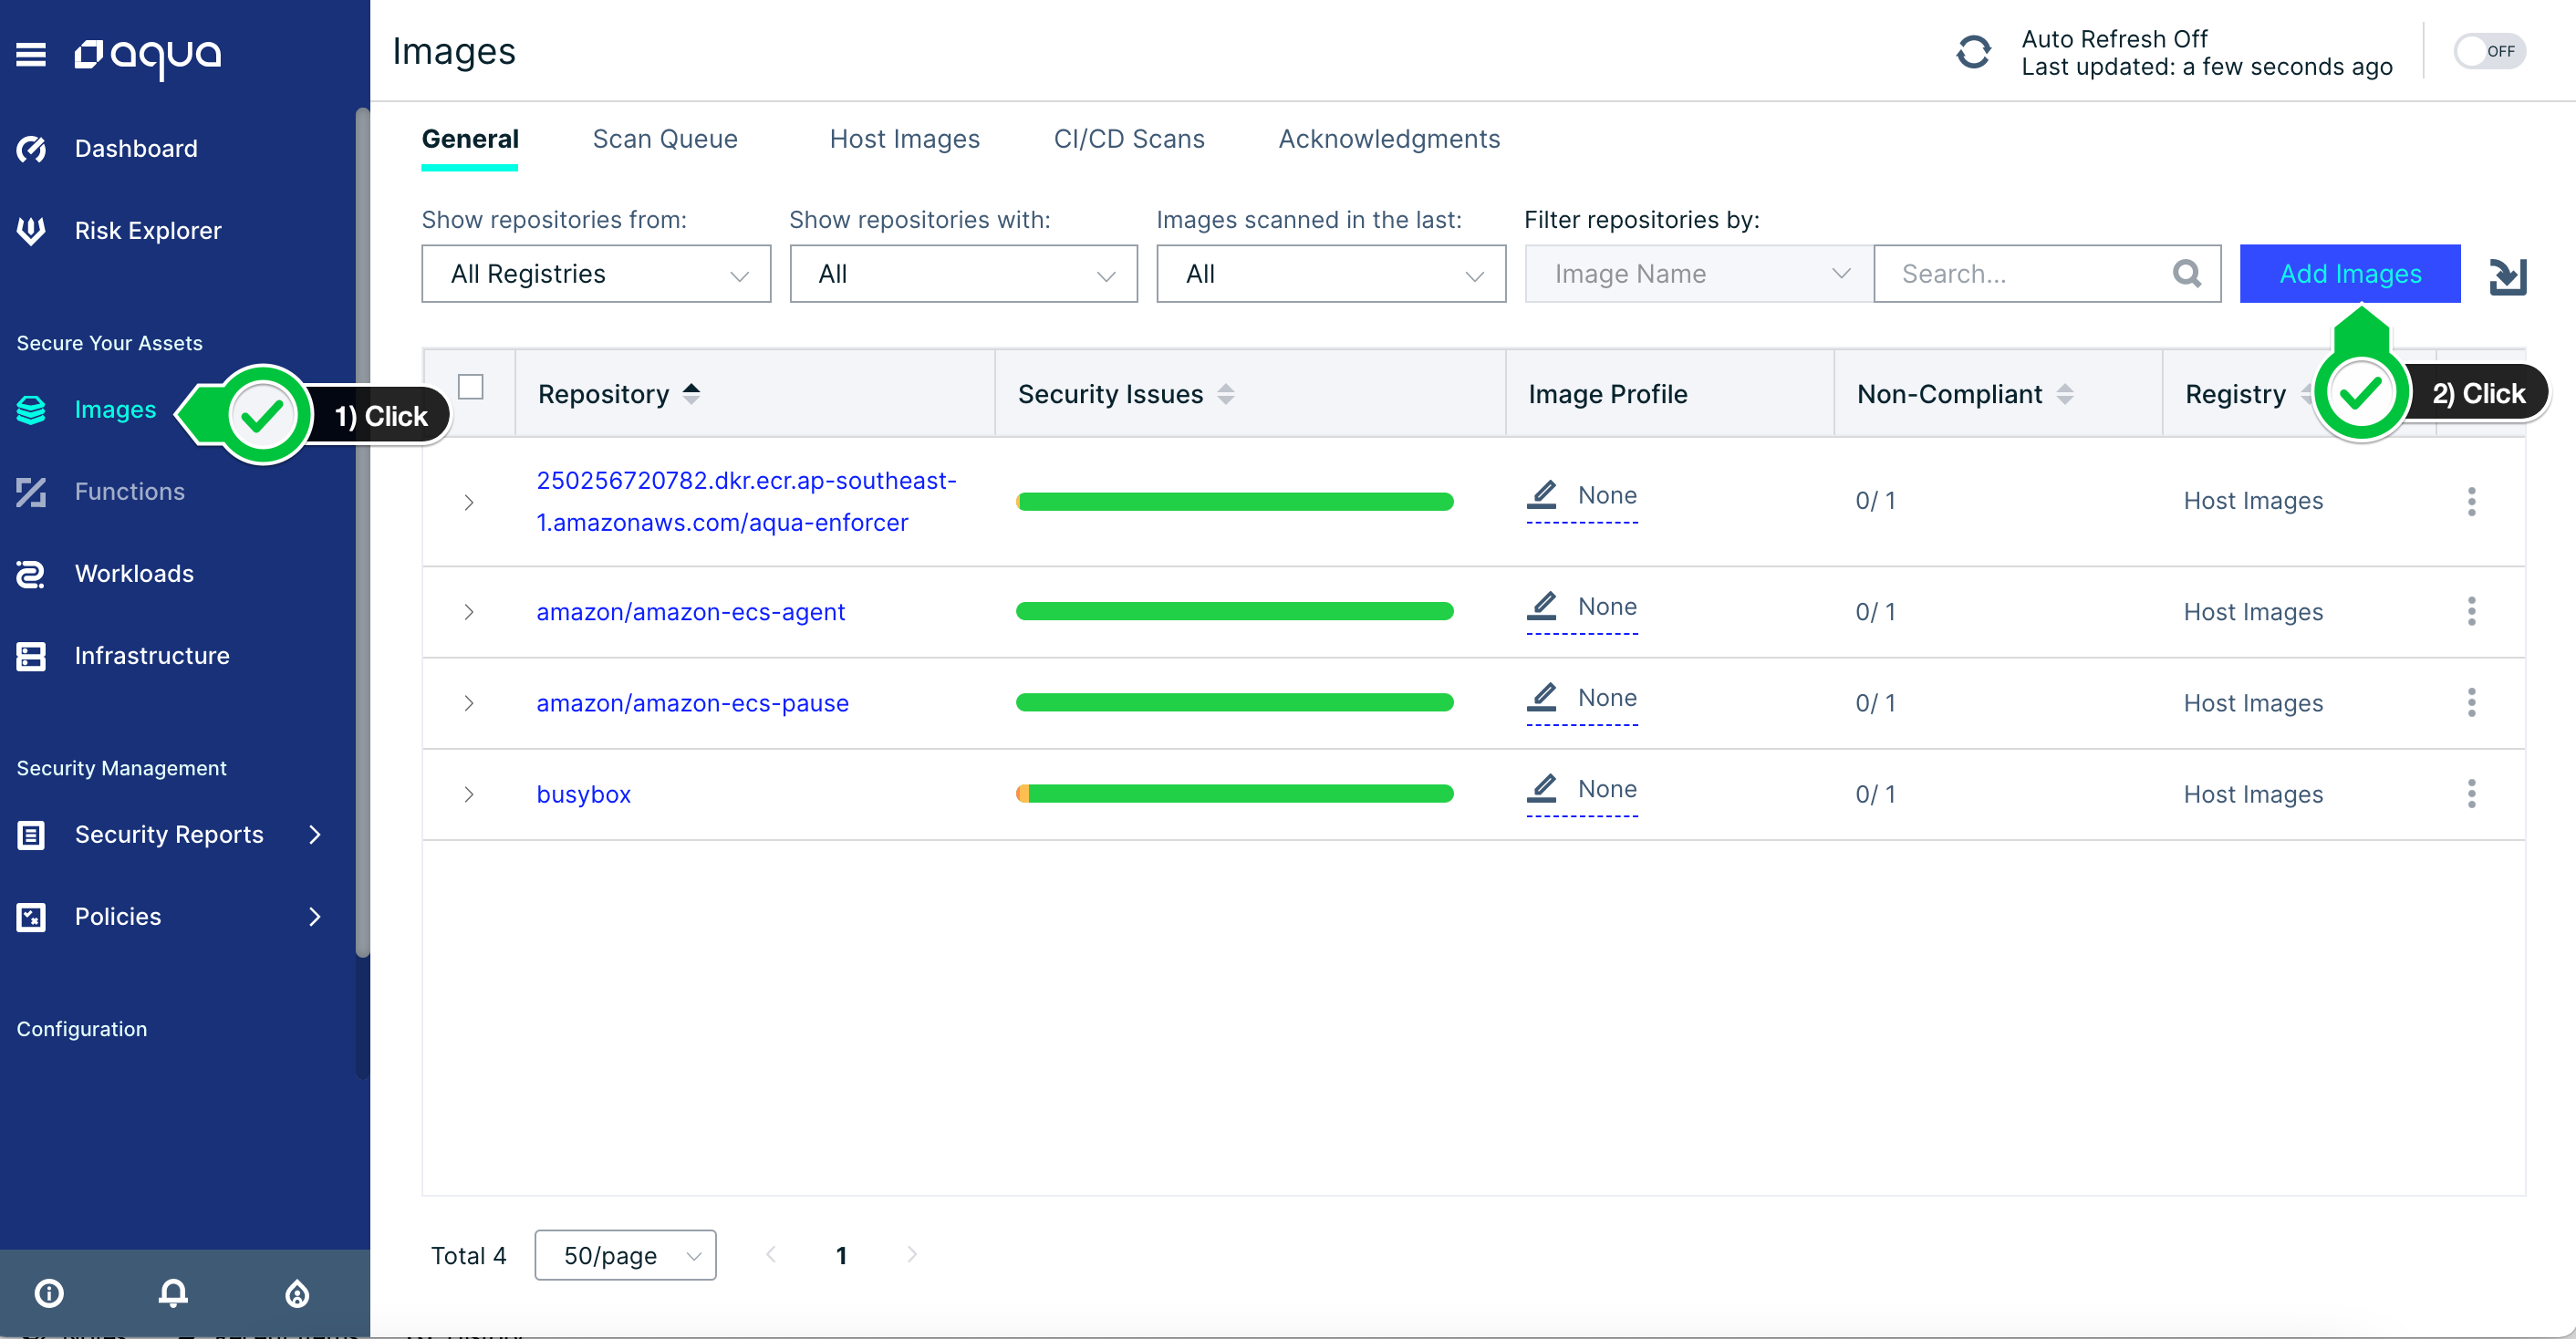 aqua
Dashboard
Risk Explorer
Secure Your Assets
Images
1) Click
Functions
Workloads
Infrastructure
Security Management
Security Reports
Policies
Configuration
Images
Auto Refresh Off
Last updated: a few seconds ago
OFF
General Scan Queue Host Images CI/CD Scans Acknowledgments
Show repositories from: Show repositories with: Images scanned in the last: Filter repositories by:
All Registries All All Image Name Search... Add Images
2) Click
Repository Security Issues Image Profile Non-Compliant Registry
250256720782.dkr.ecr.ap-southeast-
1.amazonaws.com/aqua-enforcer None 0/ 1 Host Images
amazon/amazon-ecs-agent None 0/ 1 Host Images
amazon/amazon-ecs-pause None 0/ 1 Host Images
busybox None 0/ 1 Host Images
Total 4 50/page 1